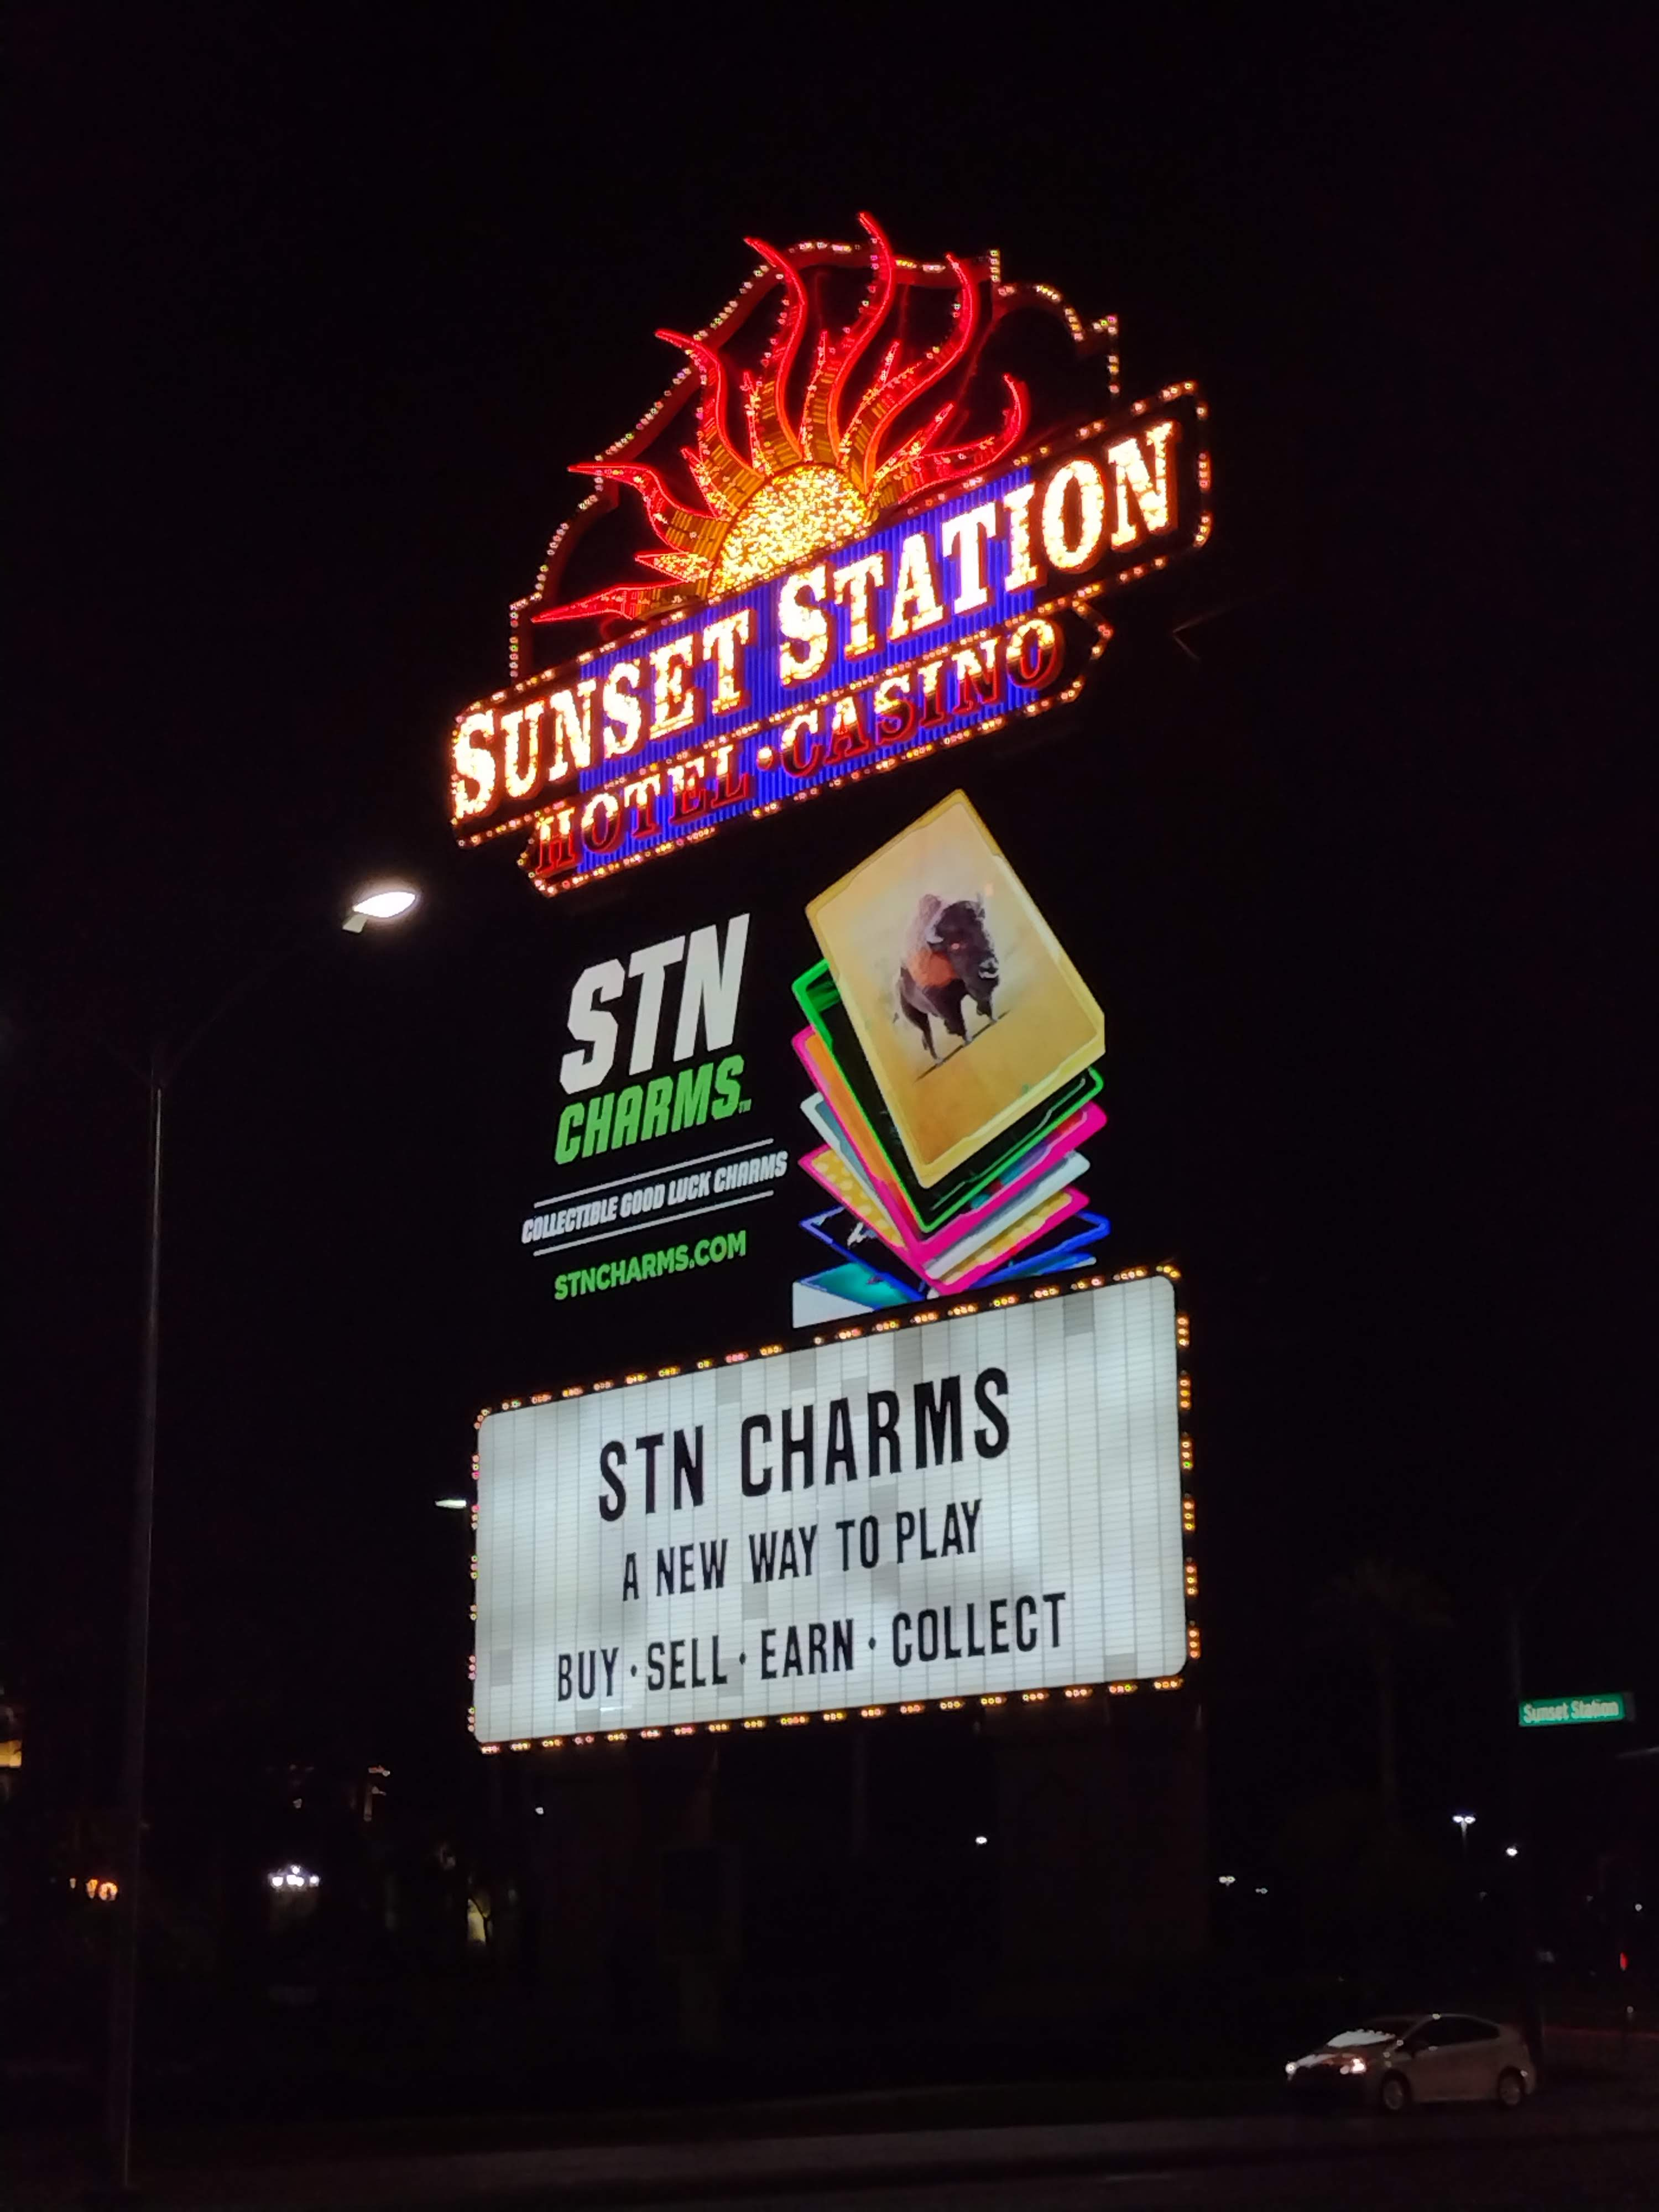 SUNSET STATION
HOTEL • CASINO
STN
CHARMS.™
COLLECTIBLE GOOD LUCK CHARMS
STNCHARMS.COM
STN CHARMS
A NEW WAY TO PLAY
BUY • SELL • EARN • COLLECT
Sunset Station